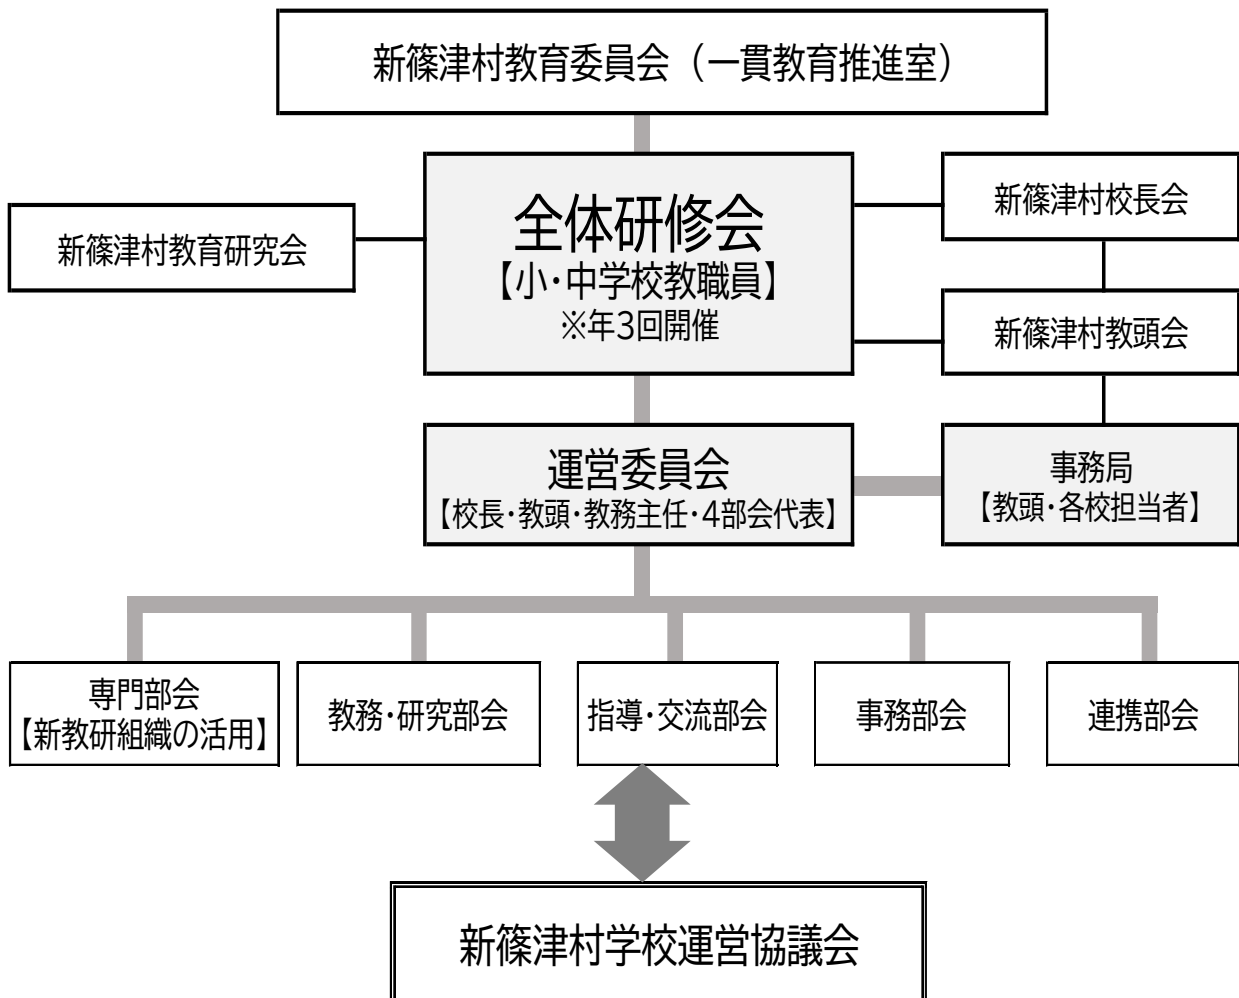 新篠津村教育委員会（一貫教育推進室）
全体研修会
【小・中学校教職員】
※年3回開催
新篠津村校長会
新篠津村教育研究会
新篠津村教頭会
運営委員会
【校長・教頭・教務主任・4部会代表】
事務局
【教頭・各校担当者】
専門部会
【新教研組織の活用】
教務・研究部会
指導・交流部会
事務部会
連携部会
新篠津村学校運営協議会